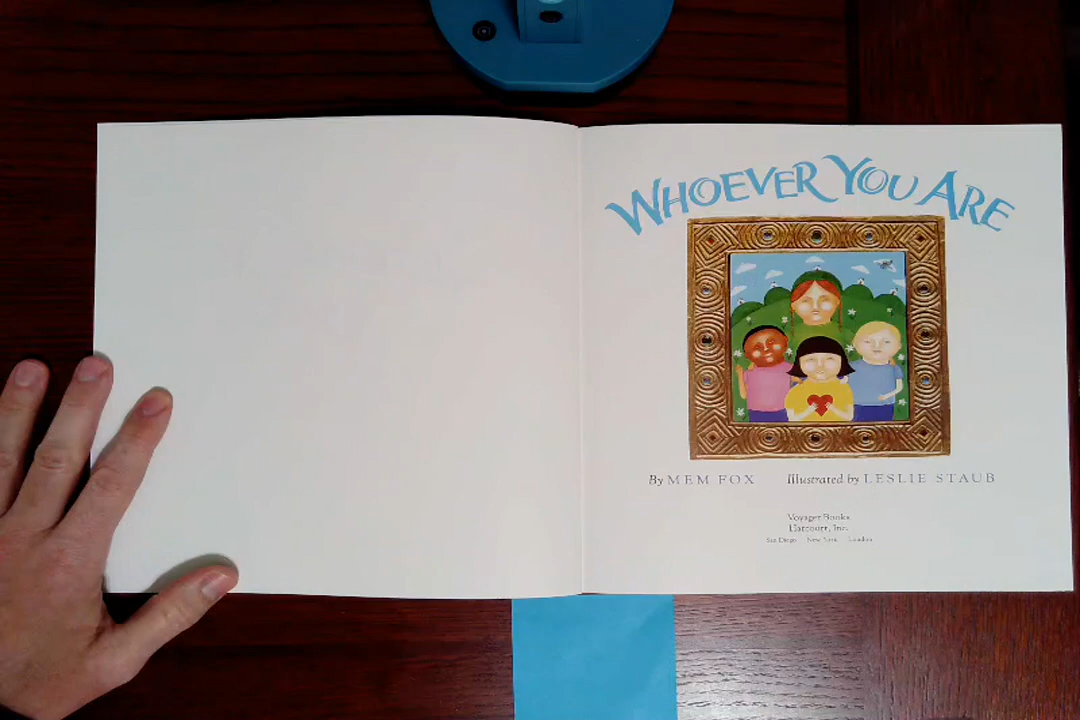 WHOEVER YOU ARE
By MEM FOX Illustrated by LESLIE STAUB
Voyager Books
Harcourt, Inc.
San Diego New York London